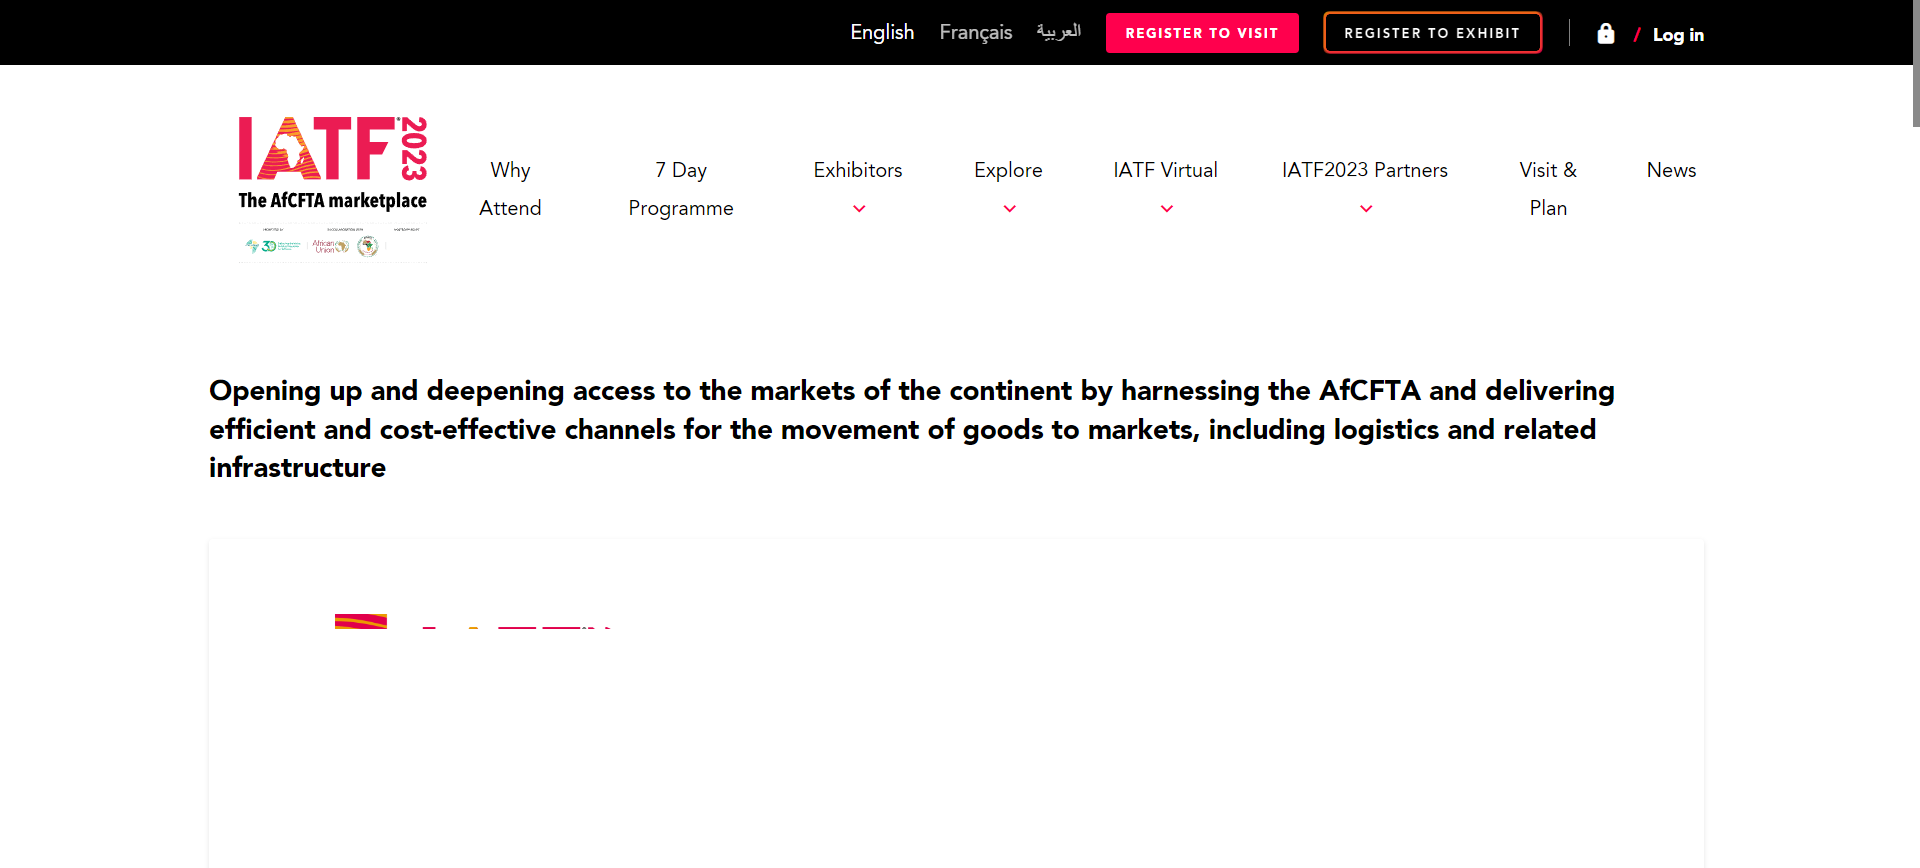 English Français العربية REGISTER TO VISIT REGISTER TO EXHIBIT / Log in
IATF 2023
The AfCFTA marketplace
30
African Union
Why Attend
7 Day Programme
Exhibitors
Explore
IATF Virtual
IATF2023 Partners
Visit & Plan
News
Opening up and deepening access to the markets of the continent by harnessing the AfCFTA and delivering
efficient and cost-effective channels for the movement of goods to markets, including logistics and related
infrastructure